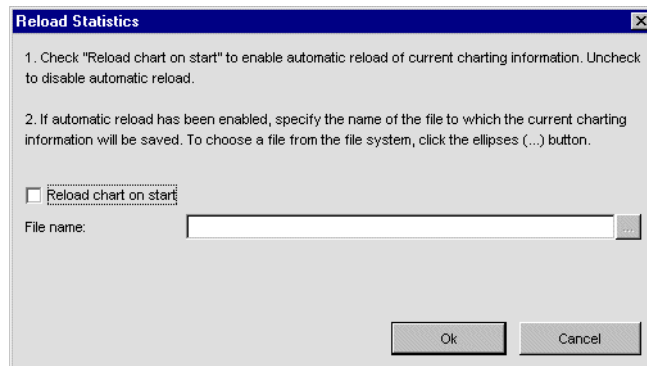 Reload Statistics
1. Check "Reload chart on start" to enable automatic reload of current charting information. Uncheck
to disable automatic reload.
2. If automatic reload has been enabled, specify the name of the file to which the current charting
information will be saved. To choose a file from the file system, click the ellipses (...) button.
Reload chart on start
File name:
...
Ok
Cancel